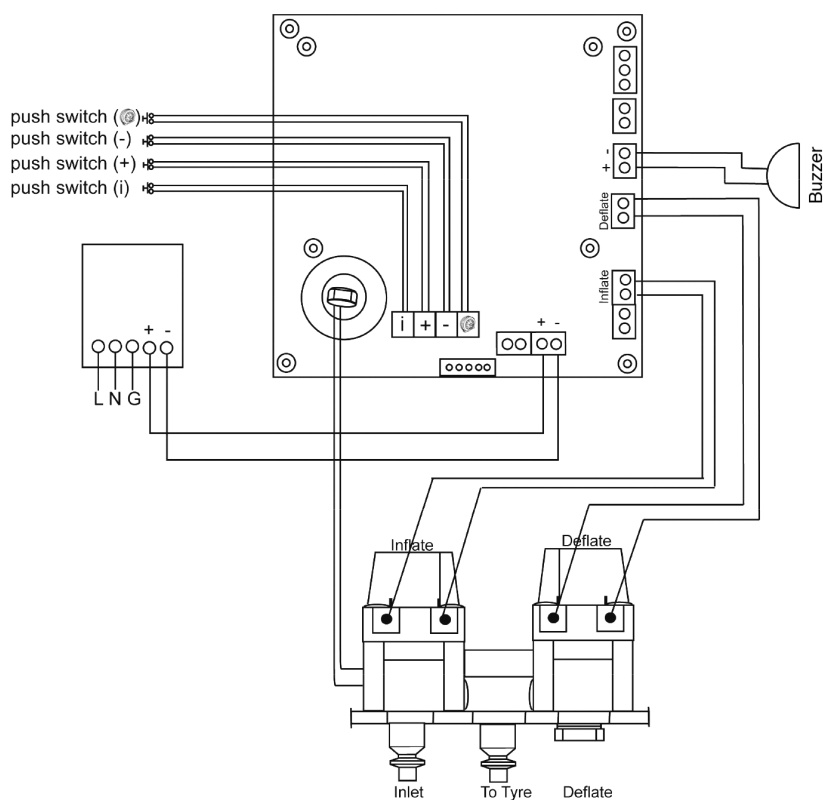 push switch ( )
push switch (-)
push switch (+)
push switch (i)
- +
Buzzer
Deflate
Inflate
i + -
+ -
+ -
L N G
Inflate
Deflate
Inlet
To Tyre
Deflate